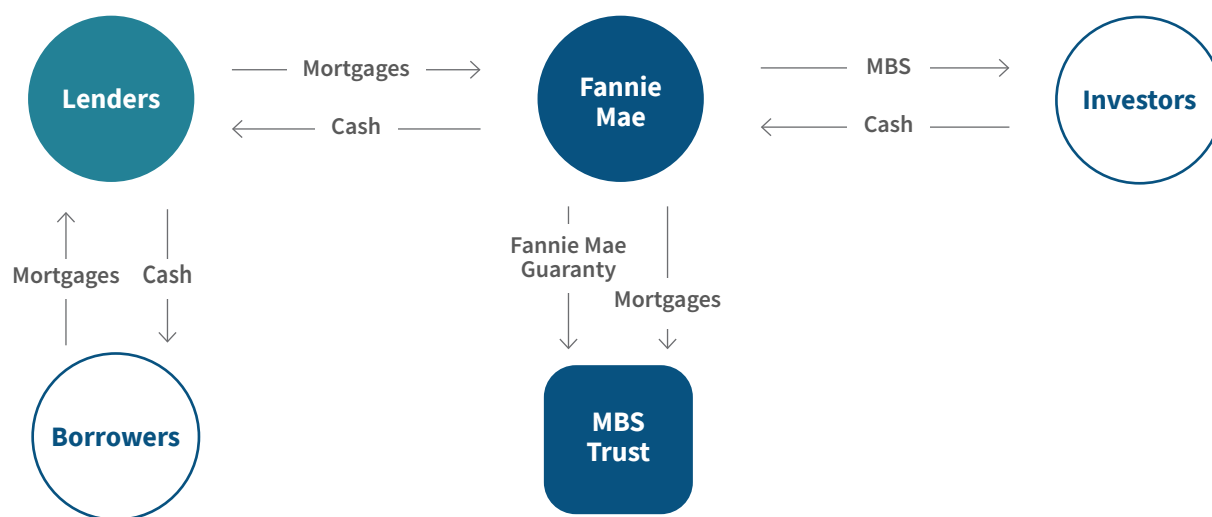 Lenders
Mortgages
Cash
Fannie
Mae
MBS
Cash
Investors
Mortgages
Cash
Fannie Mae
Guaranty
Mortgages
Borrowers
MBS
Trust